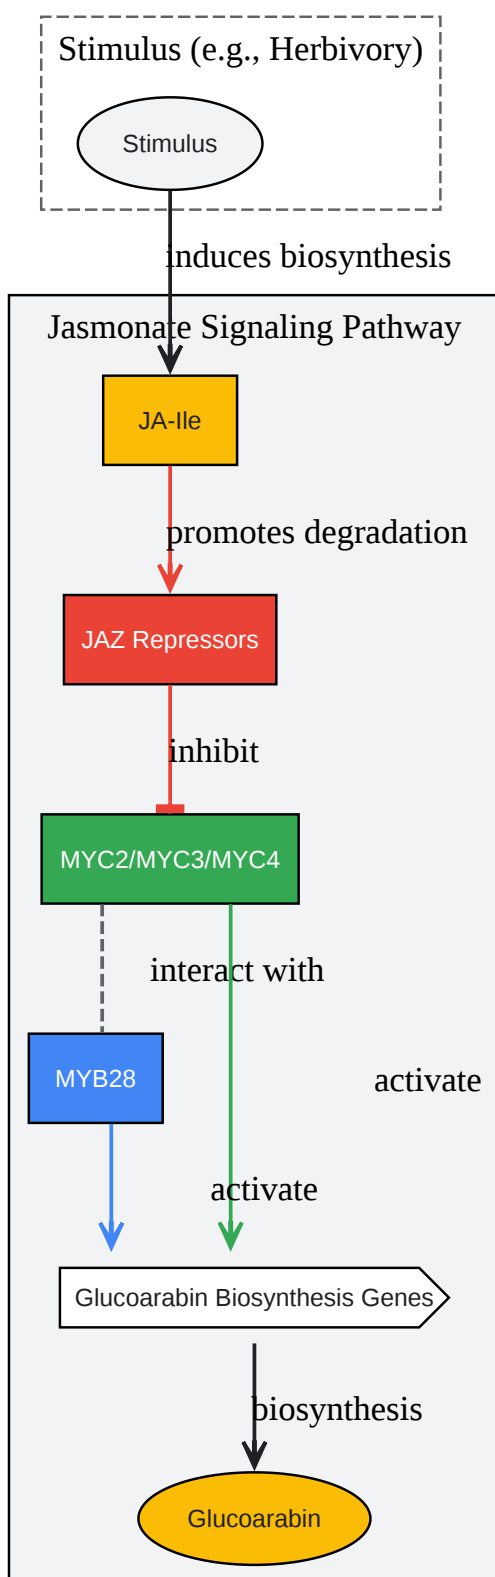 Stimulus (e.g., Herbivory)
Stimulus
induces biosynthesis
Jasmonate Signaling Pathway
JA-Ile
promotes degradation
JAZ Repressors
inhibit
MYC2/MYC3/MYC4
interact with
MYB28
activate
activate
Glucoarabin Biosynthesis Genes
biosynthesis
Glucoarabin